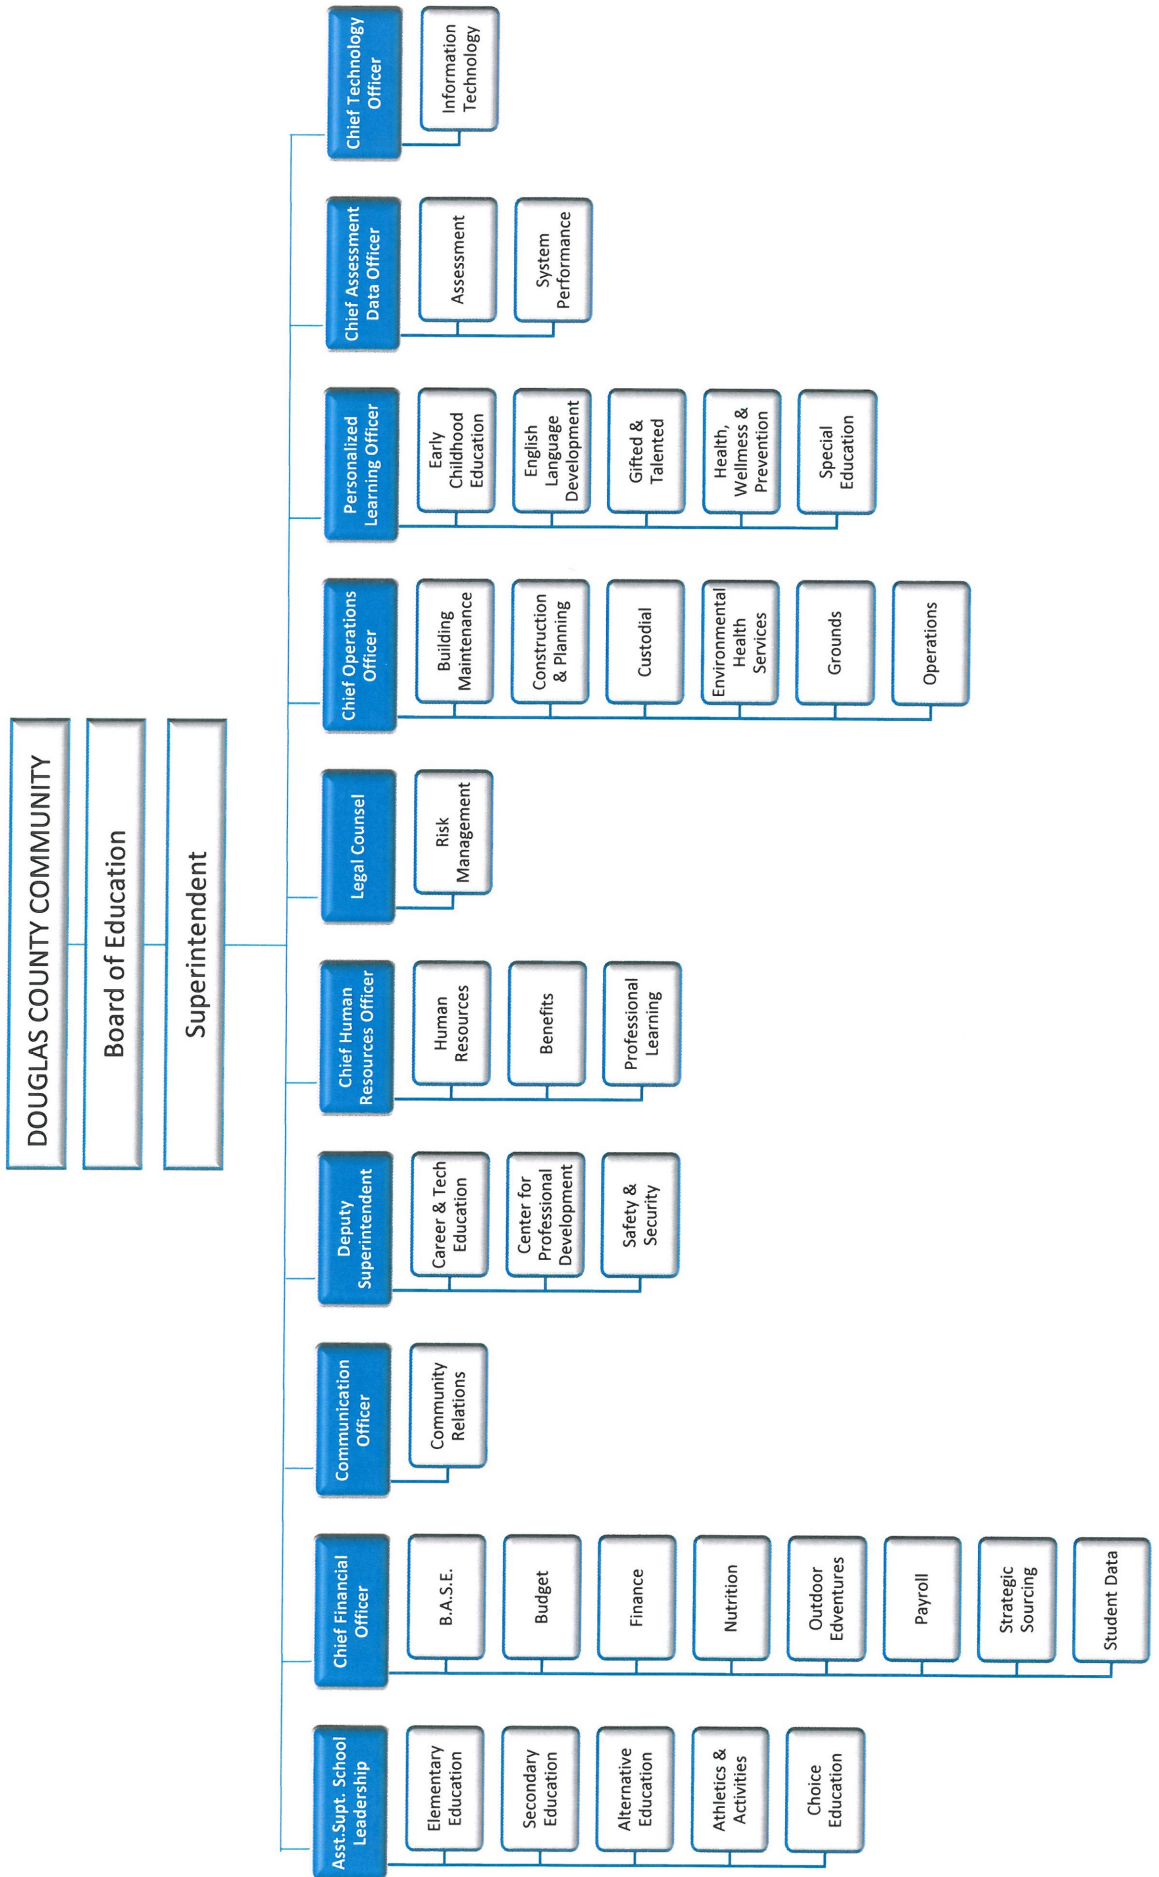 DOUGLAS COUNTY COMMUNITY
Board of Education
Superintendent
Asst.Supt. School
Leadership
Elementary
Education
Secondary
Education
Alternative
Education
Athletics &
Activities
Choice
Education
Chief Financial
Officer
B.A.S.E.
Budget
Finance
Nutrition
Outdoor
Edventures
Payroll
Strategic
Sourcing
Student Data
Communication
Officer
Community
Relations
Deputy
Superintendent
Career & Tech
Education
Center for
Professional
Development
Safety &
Security
Chief Human
Resources Officer
Human
Resources
Benefits
Professional
Learning
Legal Counsel
Risk
Management
Chief Operations
Officer
Building
Maintenance
Construction
& Planning
Custodial
Environmental
Health
Services
Grounds
Operations
Personalized
Learning Officer
Early
Childhood
Education
English
Language
Development
Gifted &
Talented
Health,
Wellness &
Prevention
Special
Education
Chief Assessment
Data Officer
Assessment
System
Performance
Chief Technology
Officer
Information
Technology